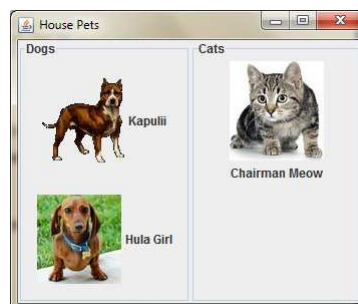 House Pets
Dogs
Kapulii
Hula Girl
Cats
Chairman Meow